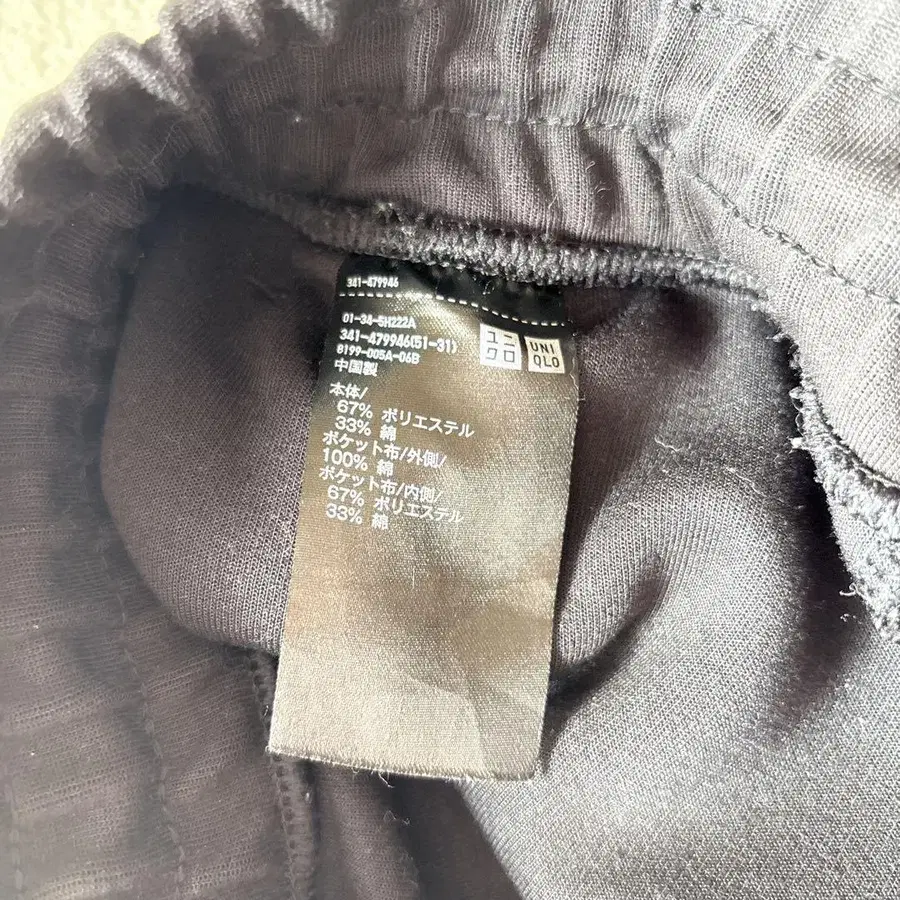 341-479946
01-34-5H222A
341-479946(51-31)
8199-005A-06B
中国製
ユニ
クロ
UNI
QLO
本体/
67% ポリエステル
33% 綿
ポケット布/外側/
100% 綿
ポケット布/内側/
67% ポリエステル
33% 綿